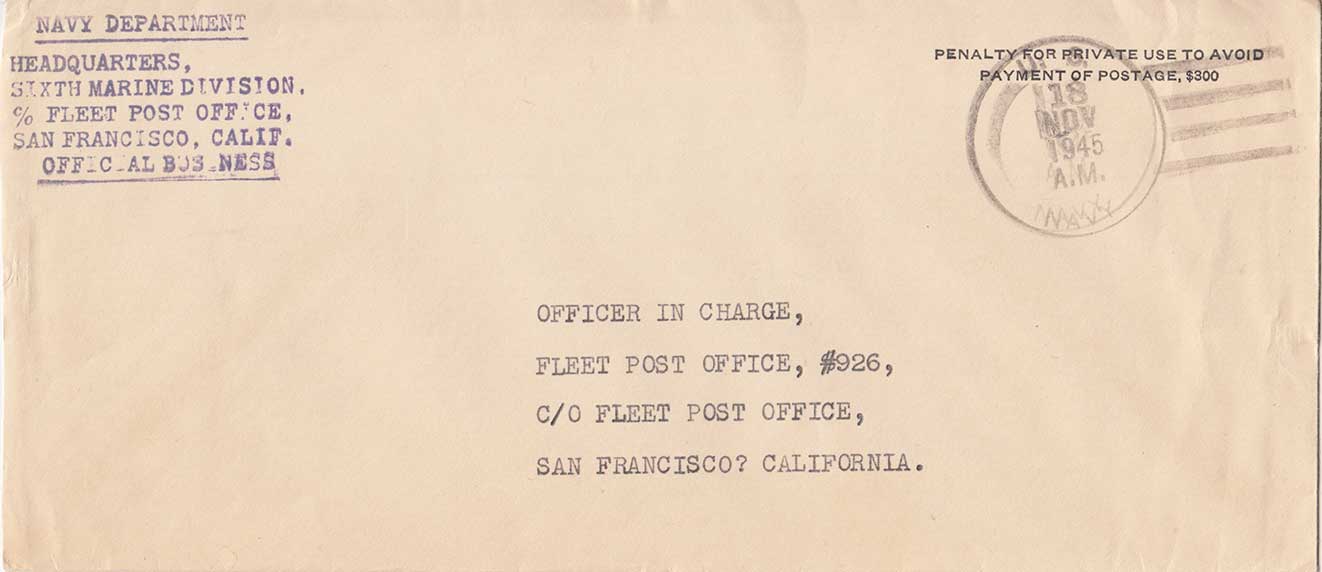 NAVY DEPARTMENT
HEADQUARTERS,
SIXTH MARINE DIVISION.
℅ FLEET POST OFFICE,
SAN FRANCISCO, CALIF.
OFFICIAL BUSINESS
PENALTY FOR PRIVATE USE TO AVOID
PAYMENT OF POSTAGE, $300
U. S.
18
NOV
1945
A.M.
NAVY
OFFICER IN CHARGE,
FLEET POST OFFICE, #926,
C/O FLEET POST OFFICE,
SAN FRANCISCO? CALIFORNIA.